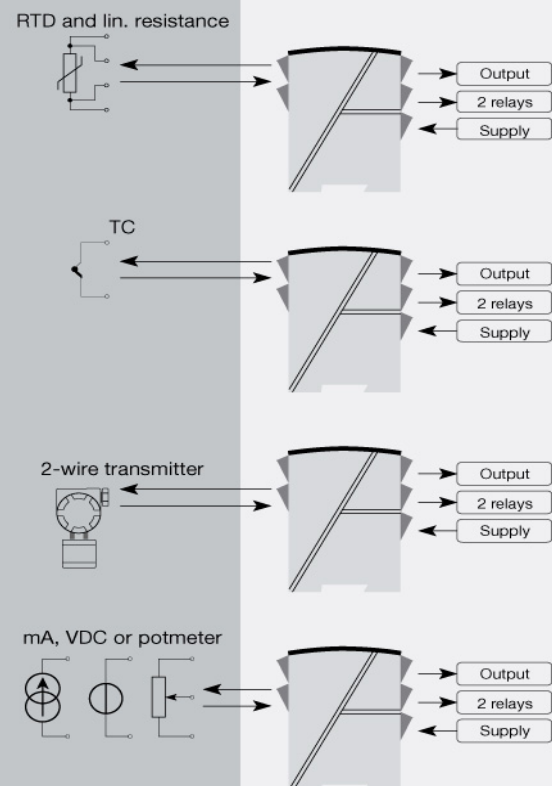 RTD and lin. resistance
Output
2 relays
Supply
TC
Output
2 relays
Supply
2-wire transmitter
Output
2 relays
Supply
mA, VDC or potmeter
Output
2 relays
Supply